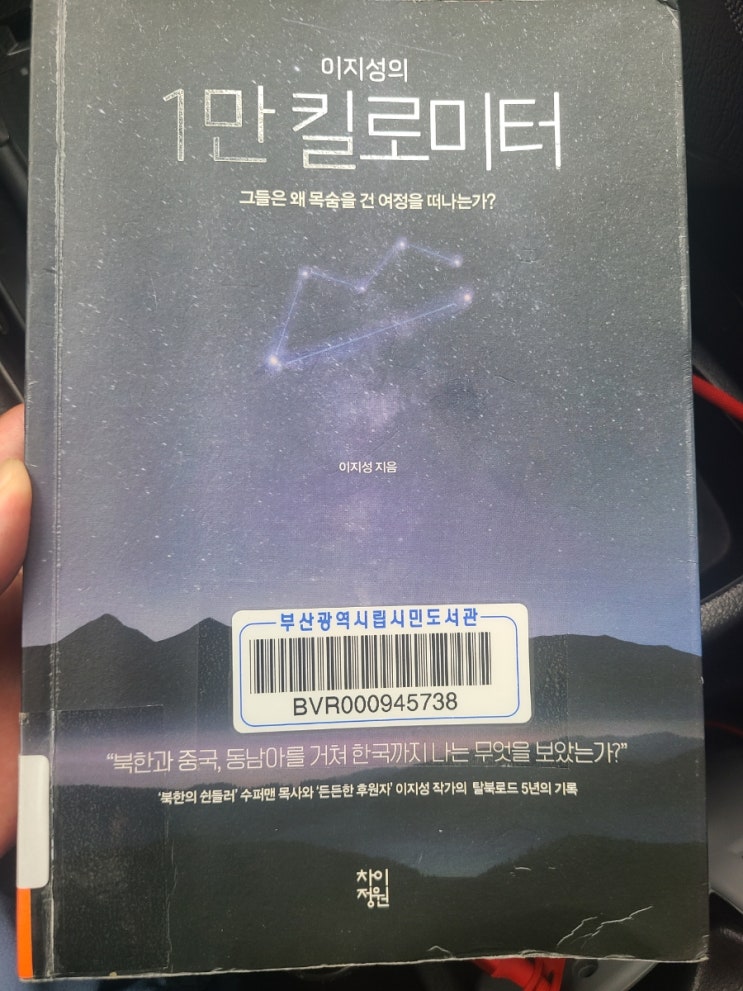 이지성의
1만 킬로미터
그들은 왜 목숨을 건 여정을 떠나는가?
이지성 지음
부산광역시립시민도서관
BVR000945738
“북한과 중국, 동남아를 거쳐 한국까지 나는 무엇을 보았는가?”
‘북한의 쉰들러’ 수퍼맨 목사와 ‘든든한 후원자’ 이지성 작가의 탈북로드 5년의 기록
차이
정원